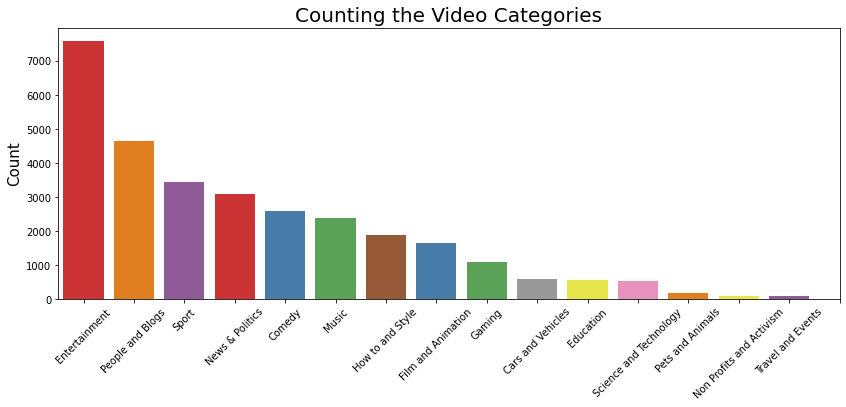 Counting the Video Categories
Count
7000
6000
5000
4000
3000
2000
1000
0
Entertainment
People and Blogs
Sport
News & Politics
Comedy
Music
How to and Style
Film and Animation
Gaming
Cars and Vehicles
Education
Science and Technology
Pets and Animals
Non Profits and Activism
Travel and Events